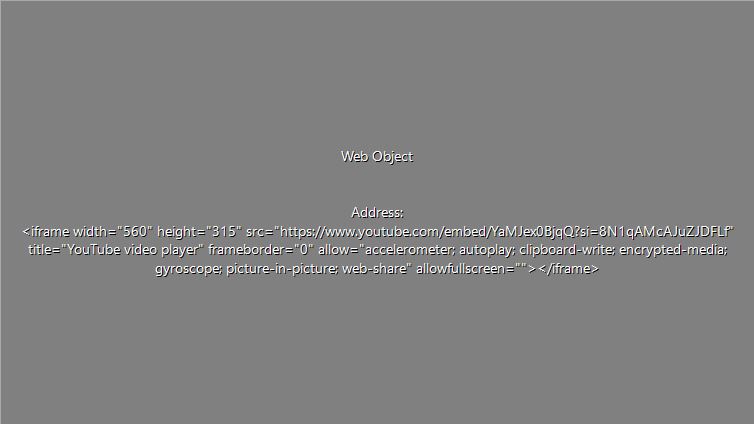 Web Object
Address:
<iframe width="560" height="315" src="https://www.youtube.com/embed/YaMJex0BjqQ?si=8N1qAMcAJuZJDFLf"
title="YouTube video player" frameborder="0" allow="accelerometer; autoplay; clipboard-write; encrypted-media;
gyroscope; picture-in-picture; web-share" allowfullscreen=""></iframe>